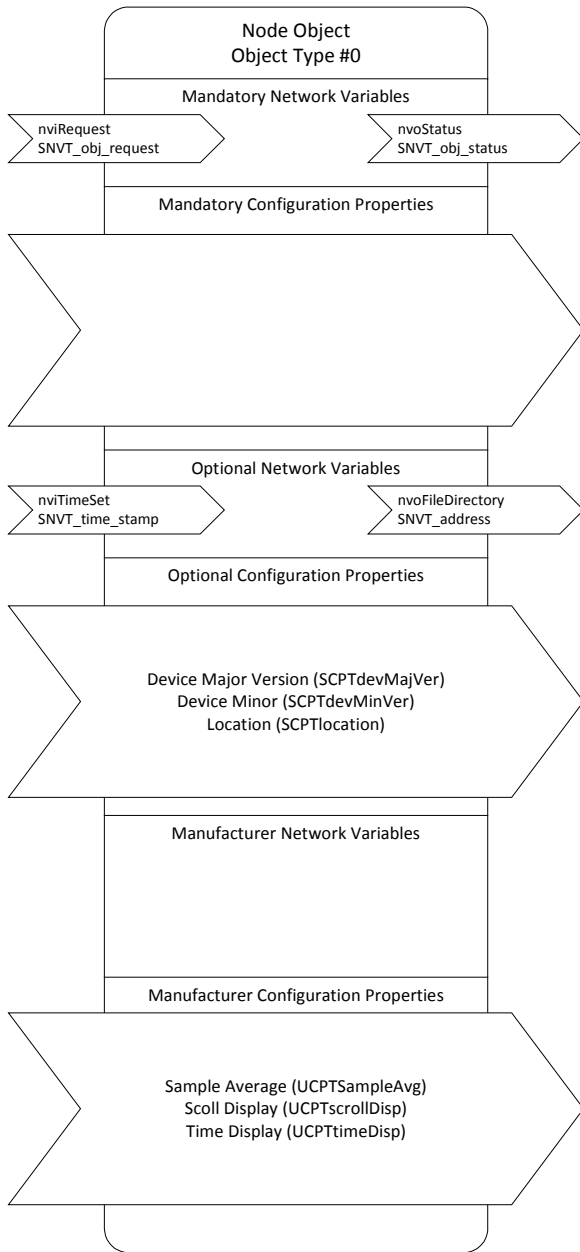 Node Object
Object Type #0
Mandatory Network Variables
nviRequest
SNVT_obj_request
nvoStatus
SNVT_obj_status
Mandatory Configuration Properties
Optional Network Variables
nviTimeSet
SNVT_time_stamp
nvoFileDirectory
SNVT_address
Optional Configuration Properties
Device Major Version (SCPTdevMajVer)
Device Minor (SCPTdevMinVer)
Location (SCPTlocation)
Manufacturer Network Variables
Manufacturer Configuration Properties
Sample Average (UCPTSampleAvg)
Scoll Display (UCPTscrollDisp)
Time Display (UCPTtimeDisp)